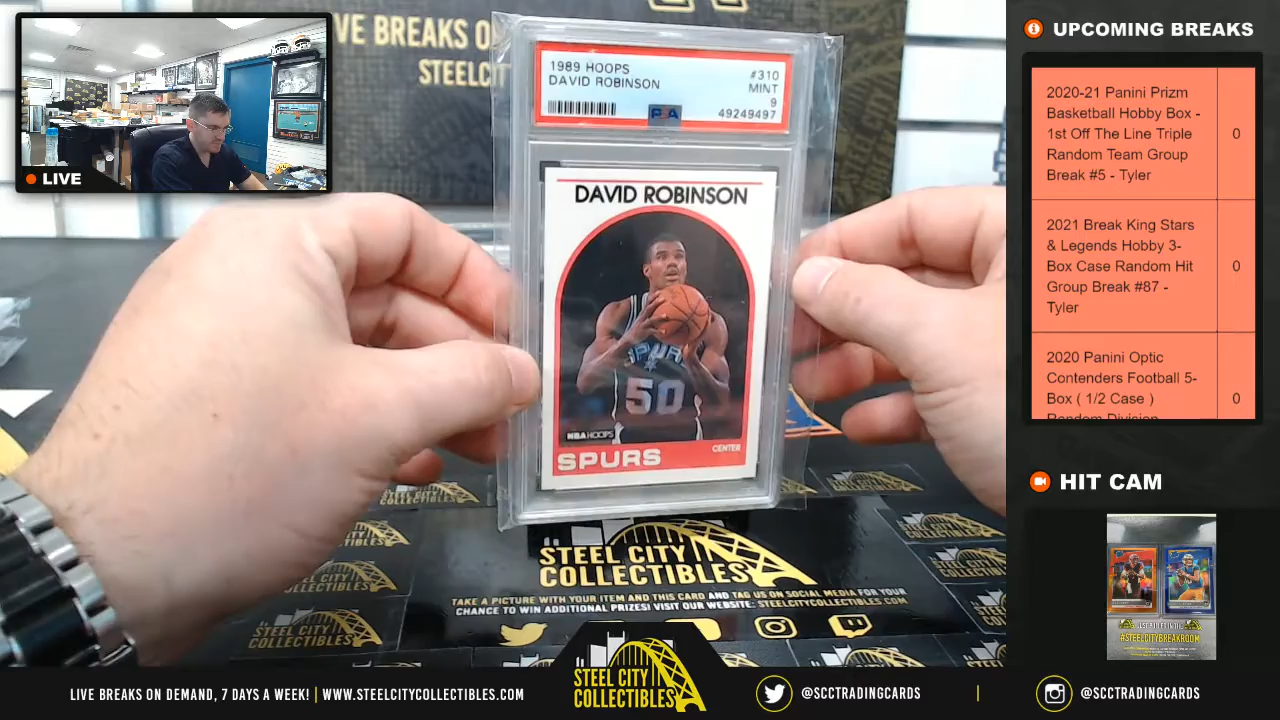 VE BREAKS ON
STEELCIT
LIVE
1989 HOOPS
DAVID ROBINSON
#310
MINT
9
49249497
PSA
DAVID ROBINSON
SPURS
50
NBA HOOPS
CENTER
SPURS
STEEL CITY
COLLECTIBLES
TAKE A PICTURE WITH YOUR ITEM AND THIS CARD AND TAG US ON SOCIAL MEDIA FOR YOUR
CHANCE TO WIN ADDITIONAL PRIZES! VISIT OUR WEBSITE: STEELCITYCOLLECTIBLES.COM
UPCOMING BREAKS
2020-21 Panini Prizm
Basketball Hobby Box -
1st Off The Line Triple
Random Team Group
Break #5 - Tyler
0
2021 Break King Stars
& Legends Hobby 3-
Box Case Random Hit
Group Break #87 -
Tyler
0
2020 Panini Optic
Contenders Football 5-
Box ( 1/2 Case )
Random Division
0
HIT CAM
#STEELCITYBREAKROOM
LIVE BREAKS ON DEMAND, 7 DAYS A WEEK! | WWW.STEELCITYCOLLECTIBLES.COM
STEEL CITY
COLLECTIBLES
@SCCTRADINGCARDS
|
@SCCTRADINGCARDS